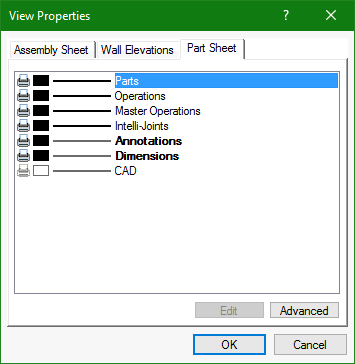 View Properties ?
Assembly Sheet Wall Elevations Part Sheet
Parts
Operations
Master Operations
Intelli-Joints
Annotations
Dimensions
CAD
Edit Advanced
OK Cancel